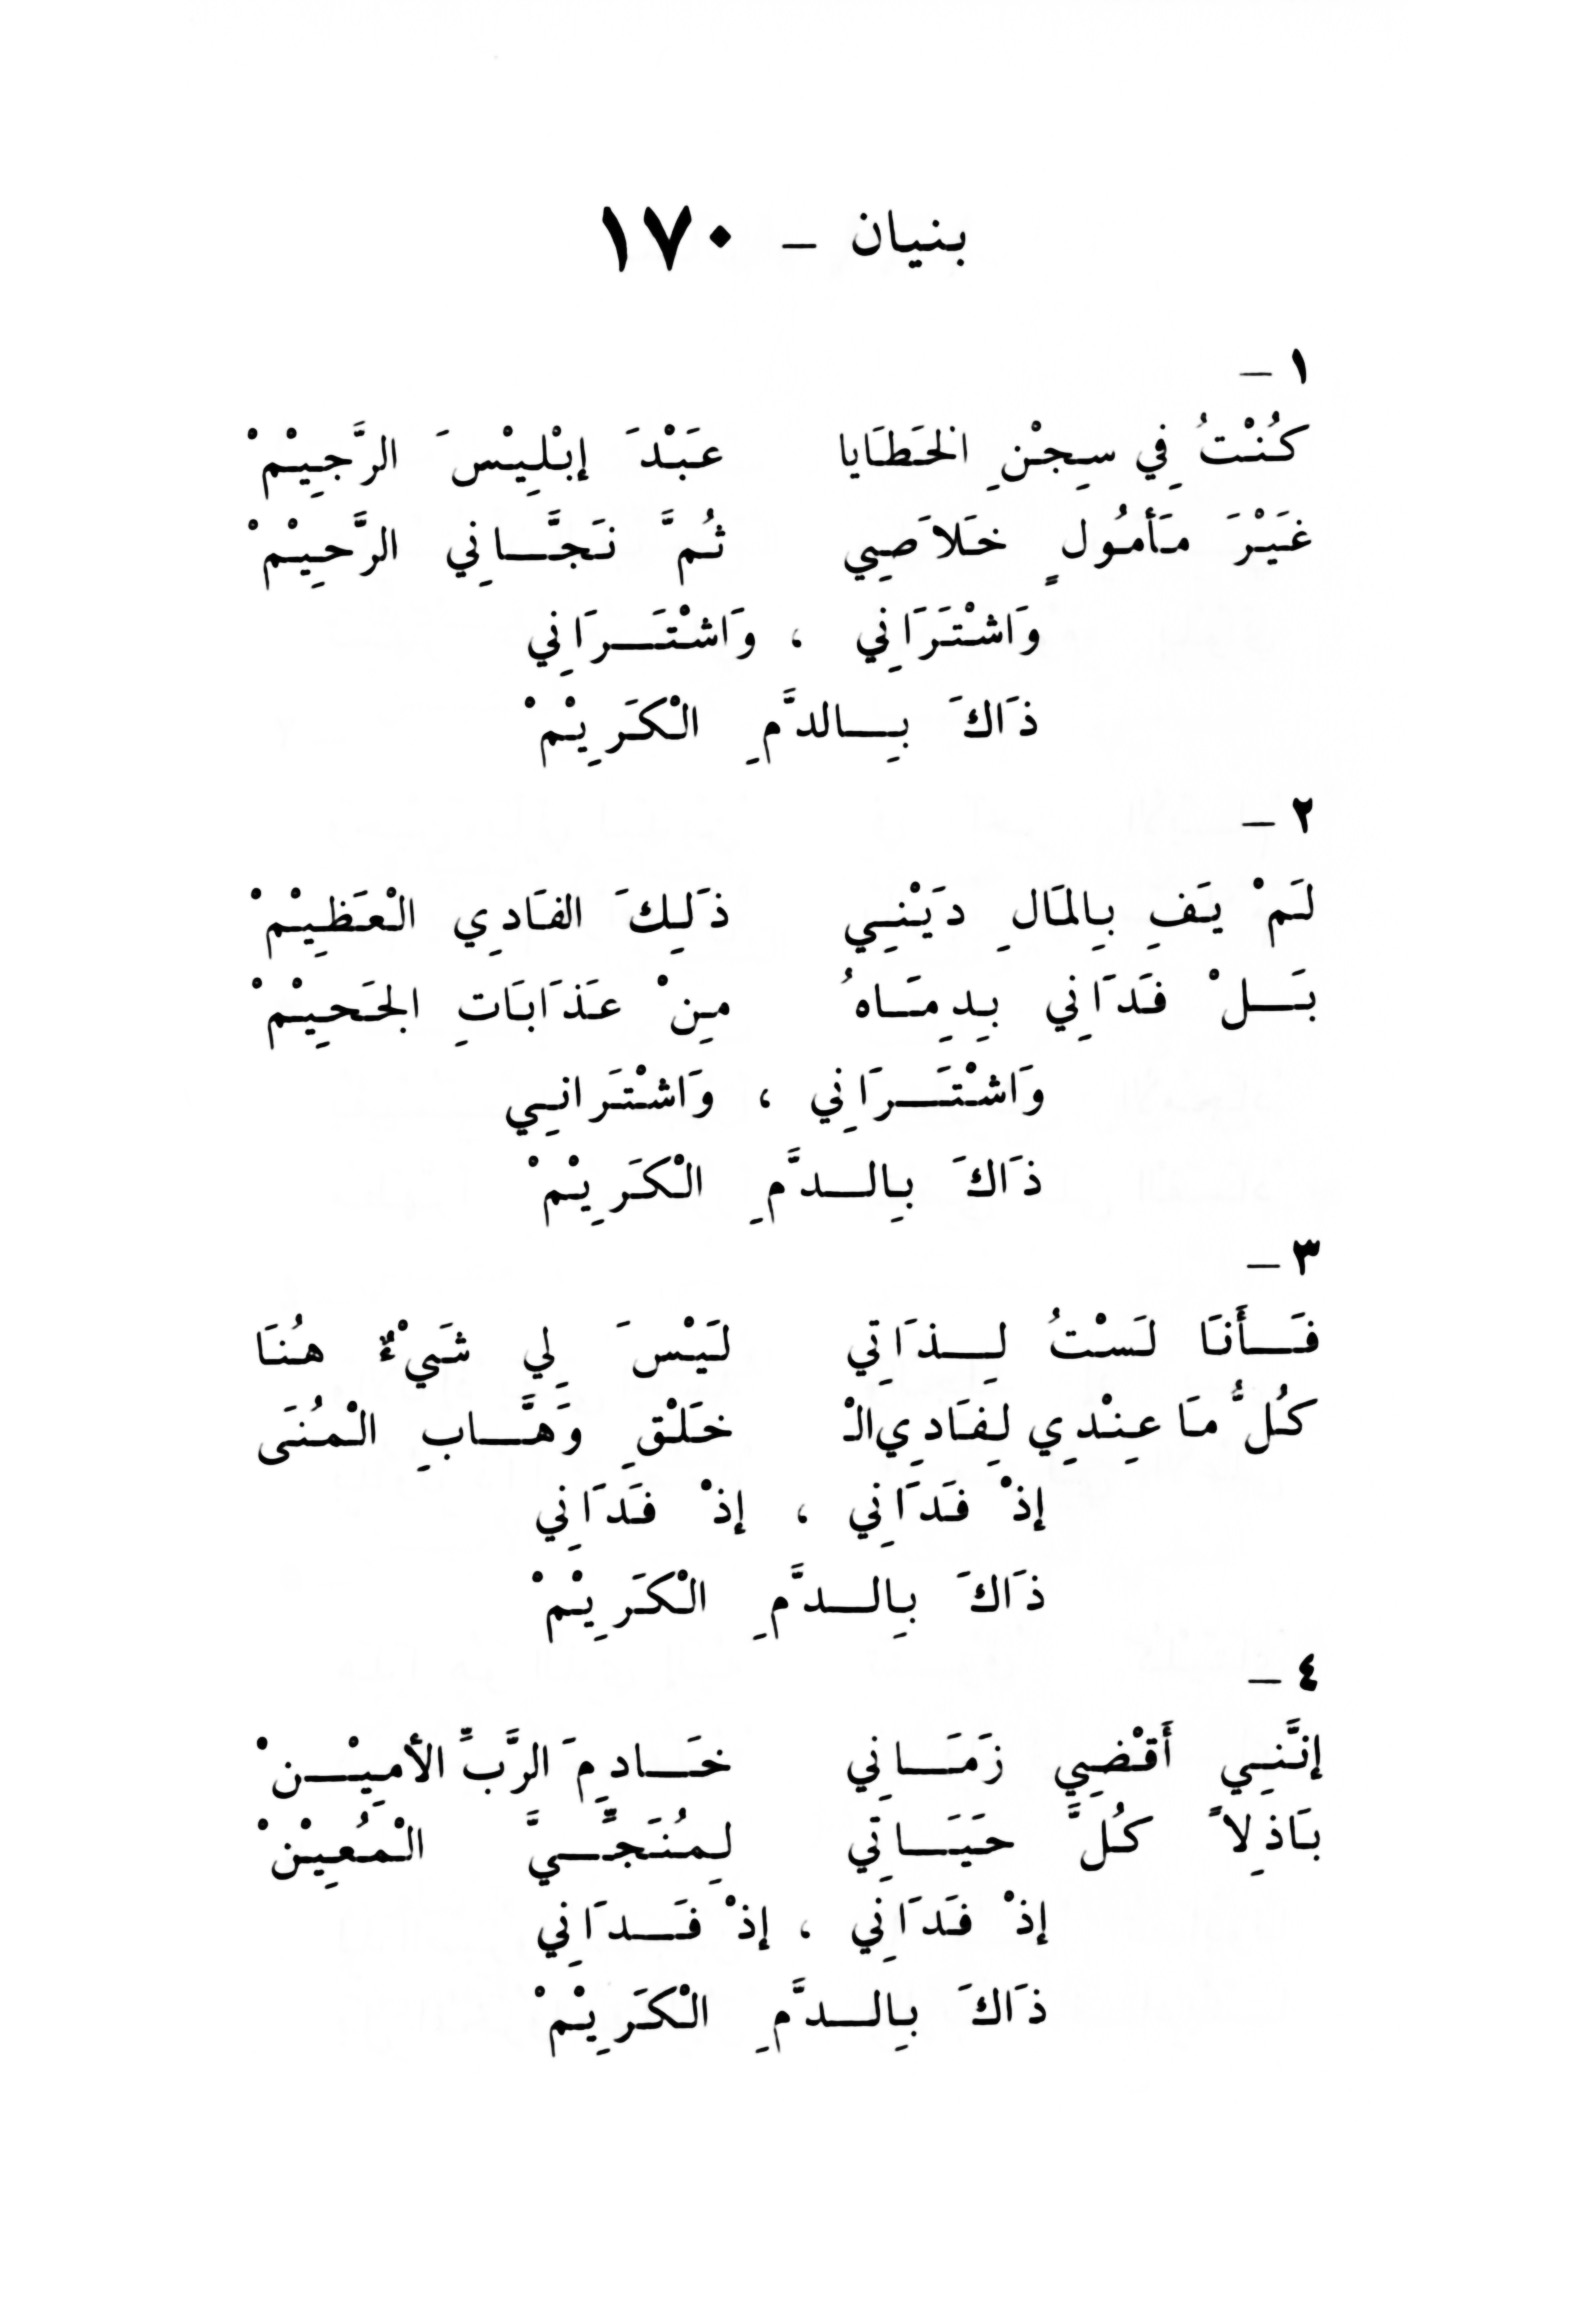 بنيان – ١٧٠
١ –
كُنْتُ فِي سِجْنِ الخَطَايا عَبْدَ إبْلِيْسَ الرَّجِيْمْ
غَيْرَ مَأمُولٍ خَلاَصِي ثُمَّ نَجَّانِي الرَّحِيْمْ
وَاشْتَرَانِي ، وَاشْتَرَانِي
ذَاكَ بِالدَّمِ الْكَرِيْمْ
٢ –
لَمْ يَفِ بِالمَالِ دَيْنِي ذَلِكَ الفَادِي الْعَظِيْمْ
بَلْ فَدَانِي بِدِمَاهُ مِنْ عَذَابَاتِ الجَحِيْمْ
وَاشْتَرَانِي ، وَاشْتَرانِي
ذَاكَ بِالدَّمِ الْكَرِيْمْ
٣ –
فَأَنَا لَسْتُ لِذَاتِي لَيْسَ لِي شَيْءٌ هُنَا
كُلُّ مَا عِنْدِي لِفَادِي الْ خَلْقِ وَهَّابِ الْمُنَى
إذْ فَدَانِي ، إذْ فَدَانِي
ذَاكَ بِالدَّمِ الْكَرِيْمْ
٤ –
إنَّنِي أَقْضِي زَمَانِي خَادِمَ الرَّبِّ الأمِيْنْ
بَاذِلاً كُلَّ حَيَاتِي لِمُنَجِّيَّ الْمُعِيْنْ
إذْ فَدَانِي ، إذْ فَدَانِي
ذَاكَ بِالدَّمِ الْكَرِيْمْ